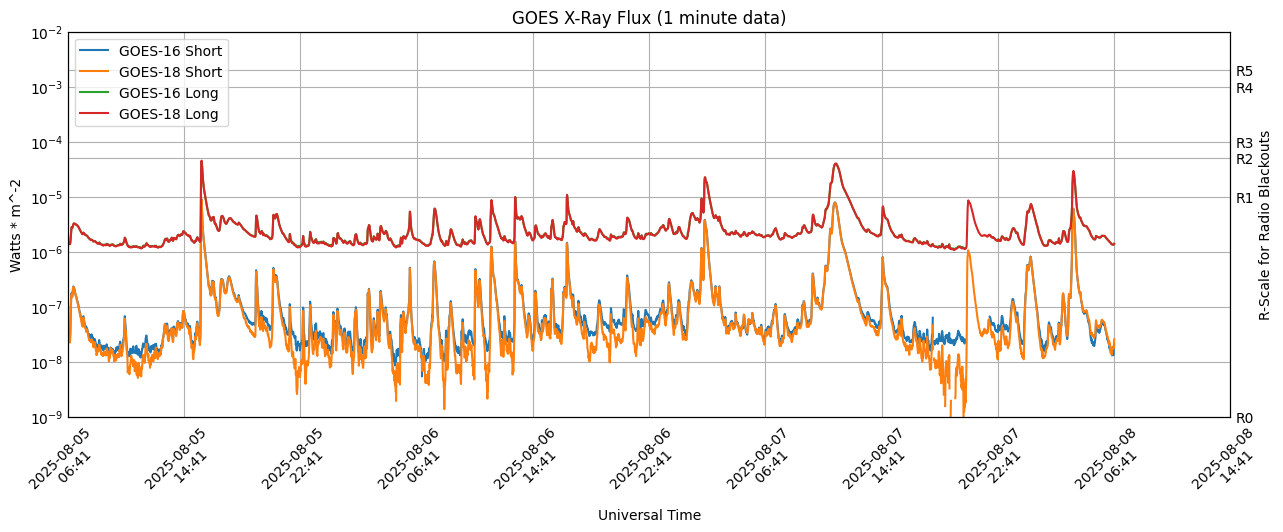 GOES X-Ray Flux (1 minute data)
GOES-16 Short
GOES-18 Short
GOES-16 Long
GOES-18 Long
10^-2
10^-3
10^-4
10^-5
10^-6
10^-7
10^-8
10^-9
Watts * m^-2
R5
R4
R3
R2
R1
R0
R-Scale for Radio Blackouts
2025-08-05
06:41
2025-08-05
14:41
2025-08-05
22:41
2025-08-06
06:41
2025-08-06
14:41
2025-08-06
22:41
2025-08-07
06:41
2025-08-07
14:41
2025-08-07
22:41
2025-08-08
06:41
2025-08-08
14:41
Universal Time